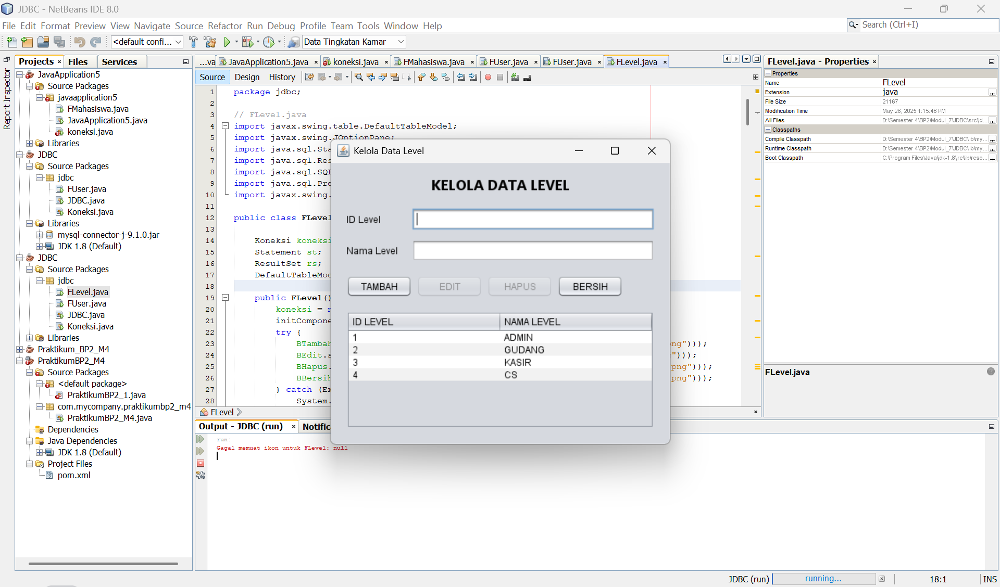 JDBC - NetBeans IDE 8.0
File Edit Format Preview View Navigate Source Refactor Run Debug Profile Team Tools Window Help
Search (Ctrl+I)
<default confi... Data Tingkatan Kamar
Report Inspector
Projects Files Services
JavaApplication5
Source Packages
javaapplication5
FMahasiswa.java
JavaApplication5.java
koneksi.java
Libraries
JDBC
Source Packages
jdbc
FUser.java
JDBC.java
Koneksi.java
Libraries
mysql-connector-j-9.1.0.jar
JDK 1.8 (Default)
JDBC
Source Packages
jdbc
FLevel.java
FUser.java
JDBC.java
Koneksi.java
Libraries
Praktikum_BP2_M4
PraktikumBP2_M4
Source Packages
<default package>
PraktikumBP2_1.java
com.mycompany.praktikumbp2_m4
PraktikumBP2_M4.java
Dependencies
Java Dependencies
JDK 1.8 (Default)
Project Files
pom.xml
...va JavaApplication5.java koneksi.java FMahasiswa.java FUser.java FUser.java FLevel.java
Source Design History
1 package jdbc;
2
3 // FLevel.java
4 import javax.swing.table.DefaultTableModel;
5 import javax.swing.JOptionPane;
6 import java.sql.Sta
7 import java.sql.Res
8 import java.sql.SQL
9 import java.sql.Pre
10 import javax.swing.
11
12 public class FLevel
13
14 Koneksi koneksi
15 Statement st;
16 ResultSet rs;
17 DefaultTableMod
18
19 public FLevel()
20 koneksi = n
21 initCompone
22 try {
23 BTambah ng")));
24 BEdit.s ")));
25 BHapus. png")));
26 BBersih png")));
27 } catch (Ex
28 System.
FLevel
Kelola Data Level
KELOLA DATA LEVEL
ID Level
Nama Level
TAMBAH EDIT HAPUS BERSIH
ID LEVEL NAMA LEVEL
1 ADMIN
2 GUDANG
3 KASIR
4 CS
Output - JDBC (run) Notific
run:
Gagal memuat ikon untuk FLevel: null
FLevel.java - Properties
Properties
Name FLevel
Extension java
File Size 21167
Modification Time May 28, 2025 1:15:46 PM
All Files D:\Semester 4\BP2\Modul_7\JDBC\src\jd...
Classpaths
Compile Classpath D:\Semester 4\BP2\Modul_7\JDBC\lib\my...
Runtime Classpath D:\Semester 4\BP2\Modul_7\JDBC\lib\my...
Boot Classpath C:\Program Files\Java\jdk-1.8\jre\lib\reso...
FLevel.java
JDBC (run) running... 18:1 INS